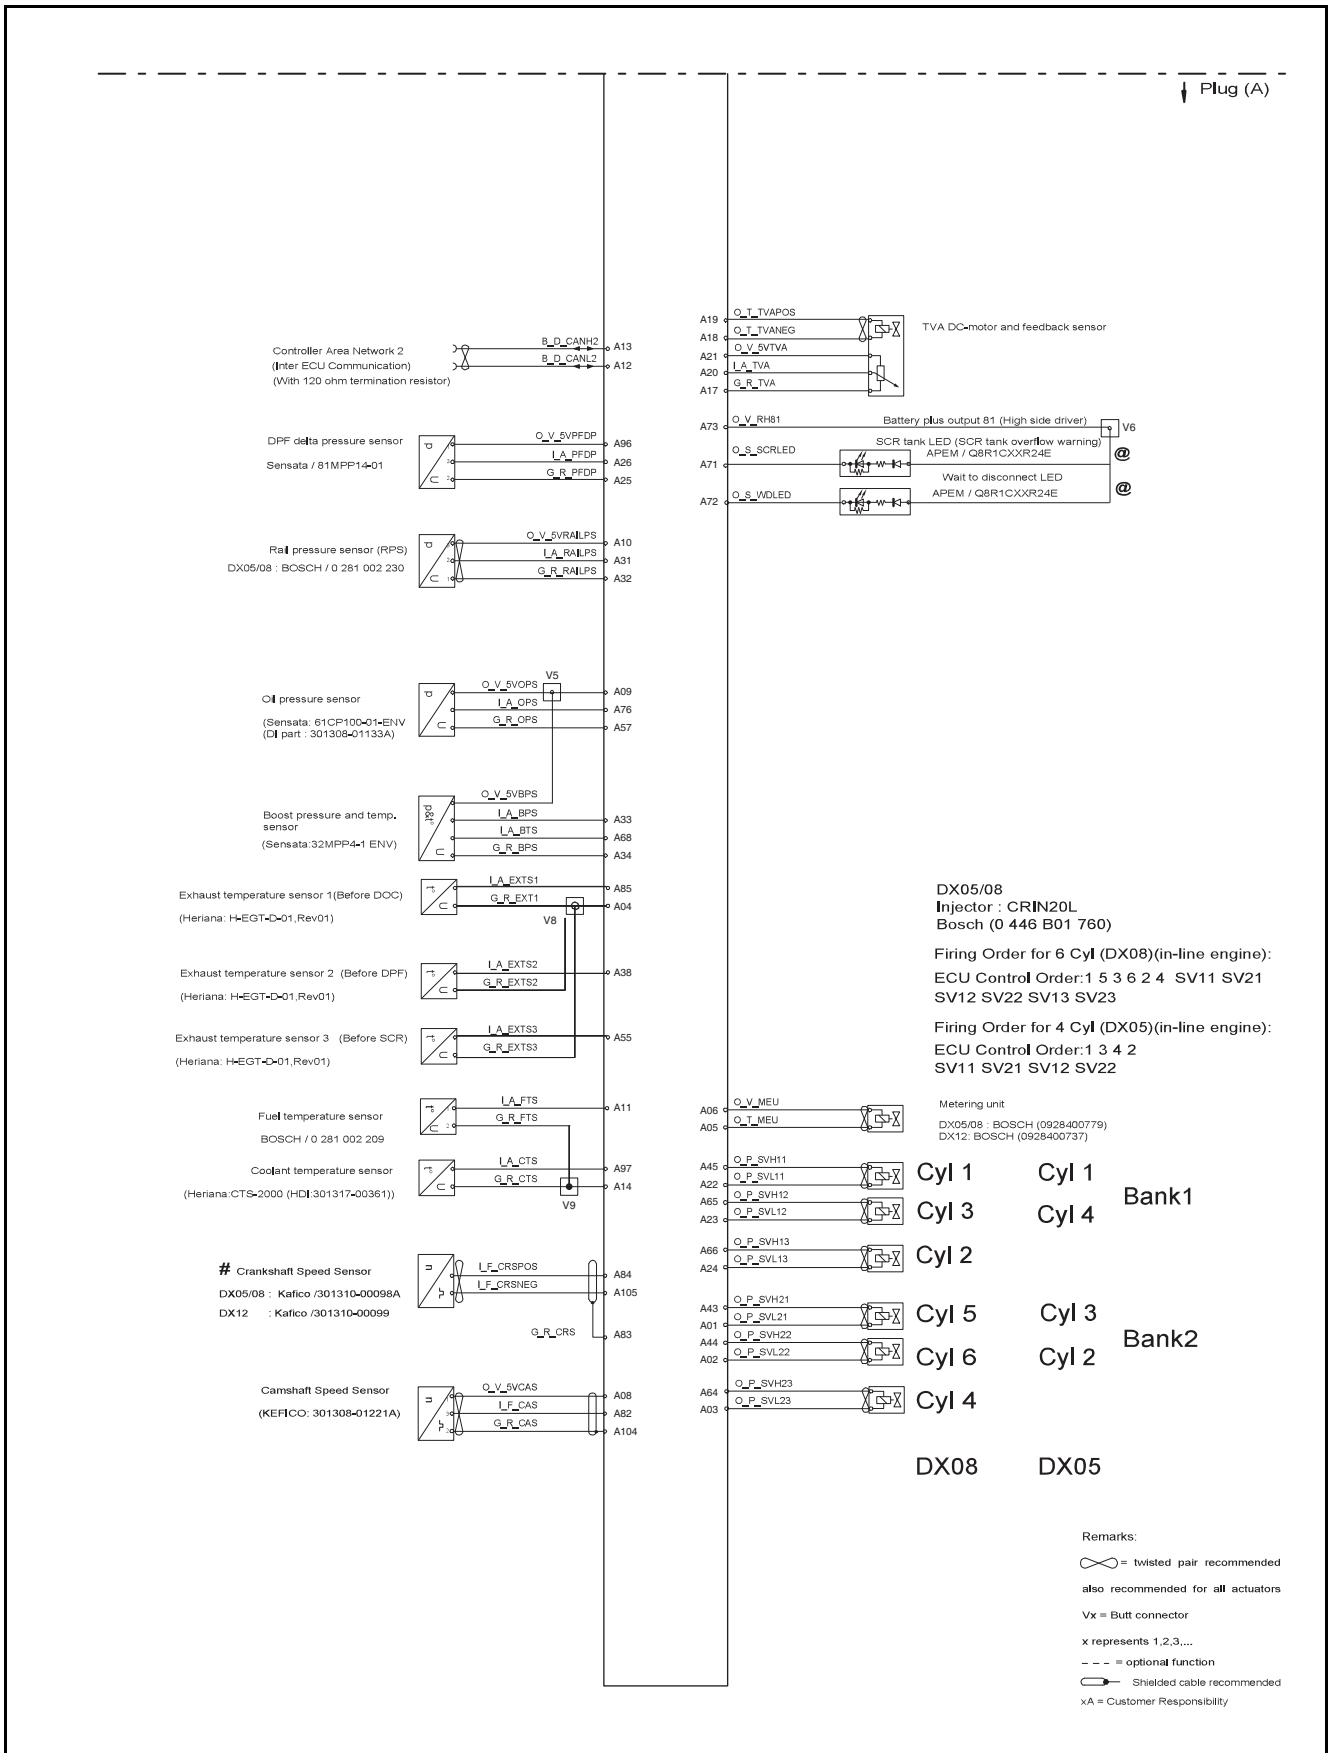 Plug (A)
Controller Area Network 2
(Inter ECU Communication)
(With 120 ohm termination resistor)
B_D_CANH2
A13
B_D_CANL2
A12
DPF delta pressure sensor
Sensata / 81MPP14-01
p
U
3
2
O_V_5VPFDP
A96
I_A_PFDP
A26
G_R_PFDP
A25
Rail pressure sensor (RPS)
DX05/08 : BOSCH / 0 281 002 230
p
U
2
1
O_V_5VRAILPS
A10
I_A_RAILPS
A31
G_R_RAILPS
A32
Oil pressure sensor
(Sensata: 61CP100-01-ENV
(DI part : 301308-01133A)
p
U
O_V_5VOPS
V5
A09
I_A_OPS
A76
G_R_OPS
A57
Boost pressure and temp.
sensor
(Sensata:32MPP4-1 ENV)
p&t°
U
O_V_5VBPS
I_A_BPS
A33
I_A_BTS
A68
G_R_BPS
A34
Exhaust temperature sensor 1(Before DOC)
(Heriana: H-EGT-D-01,Rev01)
t°
U
I_A_EXTS1
A85
G_R_EXT1
A04
V8
Exhaust temperature sensor 2 (Before DPF)
(Heriana: H-EGT-D-01,Rev01)
t°
U
I_A_EXTS2
A38
G_R_EXTS2
Exhaust temperature sensor 3 (Before SCR)
(Heriana: H-EGT-D-01,Rev01)
t°
U
I_A_EXTS3
A55
G_R_EXTS3
Fuel temperature sensor
BOSCH / 0 281 002 209
t°
U
1
2
I_A_FTS
A11
G_R_FTS
Coolant temperature sensor
(Heriana:CTS-2000 (HDI:301317-00361))
t°
U
I_A_CTS
A97
G_R_CTS
A14
V9
# Crankshaft Speed Sensor
DX05/08 : Kafico /301310-00098A
DX12 : Kafico /301310-00099
n
I_F_CRSPOS
A84
I_F_CRSNEG
A105
G_R_CRS
A83
Camshaft Speed Sensor
(KEFICO: 301308-01221A)
n
O_V_5VCAS
A08
I_F_CAS
A82
G_R_CAS
A104
A19
O_T_TVAPOS
A18
O_T_TVANEG
A21
O_V_5VTVA
A20
I_A_TVA
A17
G_R_TVA
TVA DC-motor and feedback sensor
A73
O_V_RH81
Battery plus output 81 (High side driver)
V6
SCR tank LED (SCR tank overflow warning)
APEM / Q8R1CXXR24E
@
A71
O_S_SCRLED
Wait to disconnect LED
APEM / Q8R1CXXR24E
@
A72
O_S_WDLED
DX05/08
Injector : CRIN20L
Bosch (0 446 B01 760)
Firing Order for 6 Cyl (DX08)(in-line engine):
ECU Control Order:1 5 3 6 2 4 SV11 SV21
SV12 SV22 SV13 SV23
Firing Order for 4 Cyl (DX05)(in-line engine):
ECU Control Order:1 3 4 2
SV11 SV21 SV12 SV22
A06
O_V_MEU
A05
O_T_MEU
Metering unit
DX05/08 : BOSCH (0928400779)
DX12: BOSCH (0928400737)
A45
O_P_SVH11
A22
O_P_SVL11
Cyl 1 Cyl 1
Bank1
A65
O_P_SVH12
A23
O_P_SVL12
Cyl 3 Cyl 4
A66
O_P_SVH13
A24
O_P_SVL13
Cyl 2
A43
O_P_SVH21
A01
O_P_SVL21
Cyl 5 Cyl 3
Bank2
A44
O_P_SVH22
A02
O_P_SVL22
Cyl 6 Cyl 2
A64
O_P_SVH23
A03
O_P_SVL23
Cyl 4
DX08 DX05
Remarks:
= twisted pair recommended
also recommended for all actuators
Vx = Butt connector
x represents 1,2,3,...
= optional function
Shielded cable recommended
xA = Customer Responsibility